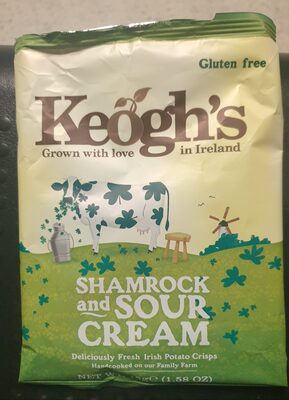 Gluten free
Keogh's
Grown with love in Ireland
SHAMROCK
and SOUR
CREAM
Deliciously Fresh Irish Potato Crisps
Handcooked on our Family Farm
NET (1.58 OZ)